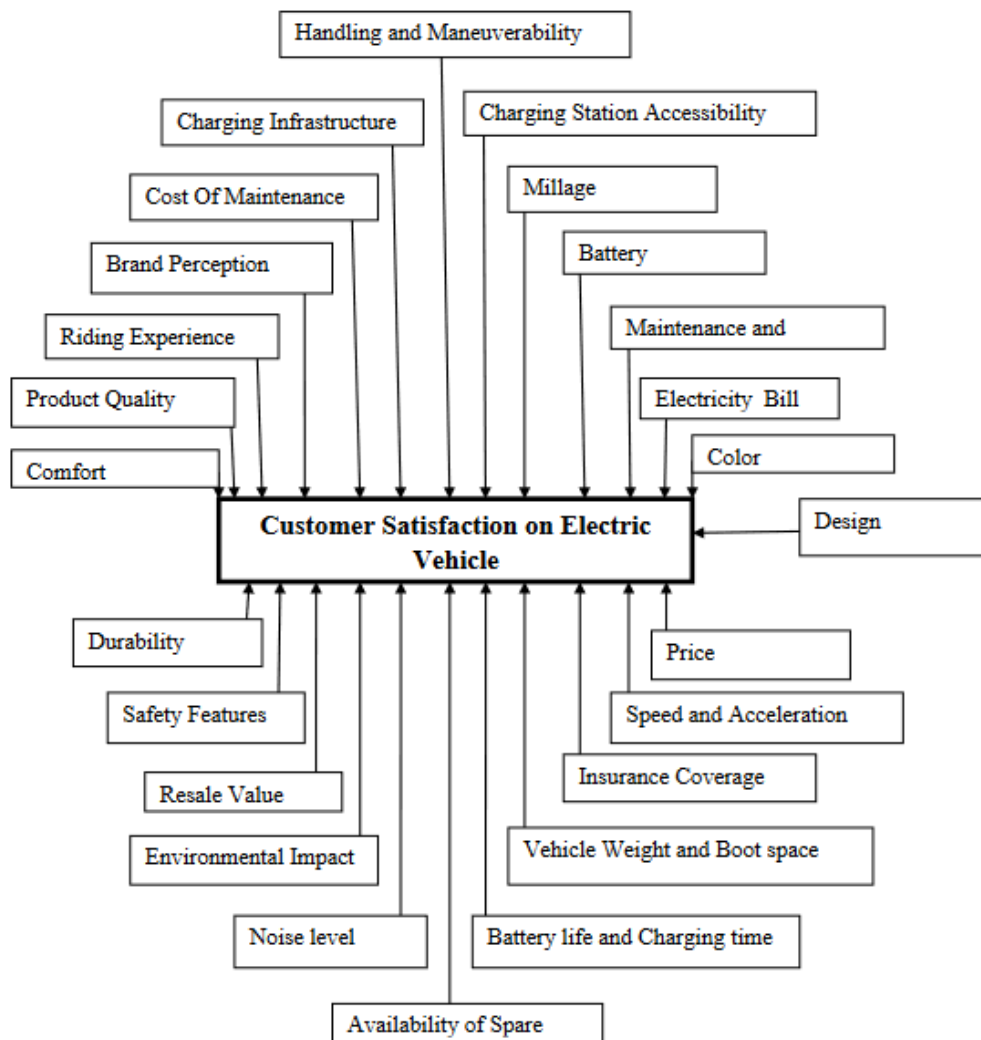 Handling and Maneuverability
Charging Infrastructure
Charging Station Accessibility
Cost Of Maintenance
Millage
Brand Perception
Battery
Riding Experience
Maintenance and
Product Quality
Electricity Bill
Comfort
Color
Customer Satisfaction on Electric
Vehicle
Design
Durability
Price
Safety Features
Speed and Acceleration
Resale Value
Insurance Coverage
Environmental Impact
Vehicle Weight and Boot space
Noise level
Battery life and Charging time
Availability of Spare